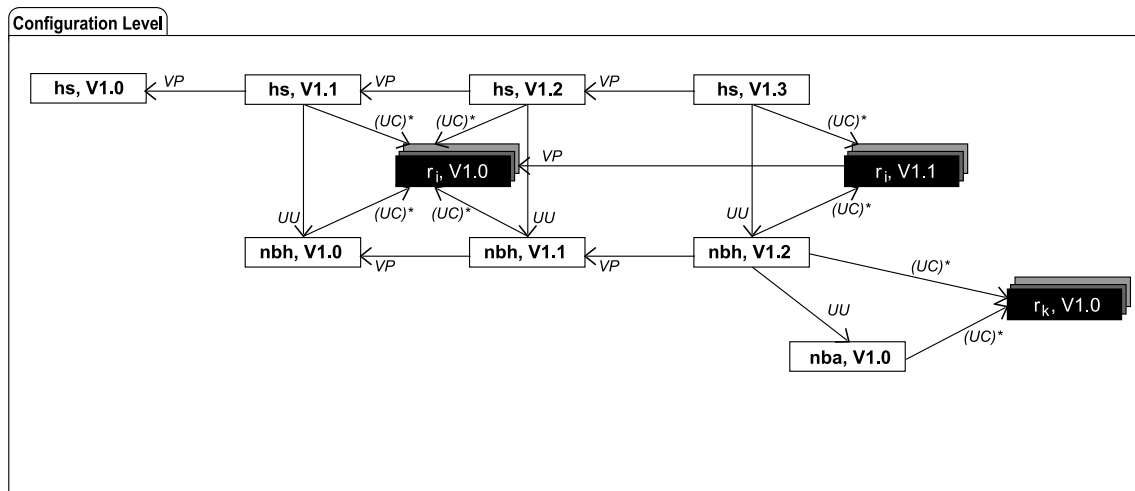 Configuration Level
VP VP VP
hs, V1.0 hs, V1.1 hs, V1.2 hs, V1.3
(UC)* (UC)* (UC)*
ri, V1.0 VP ri, V1.1
UU (UC)* (UC)* UU UU (UC)*
nbh, V1.0 VP nbh, V1.1 VP nbh, V1.2
(UC)*
rk, V1.0
UU
(UC)*
nba, V1.0